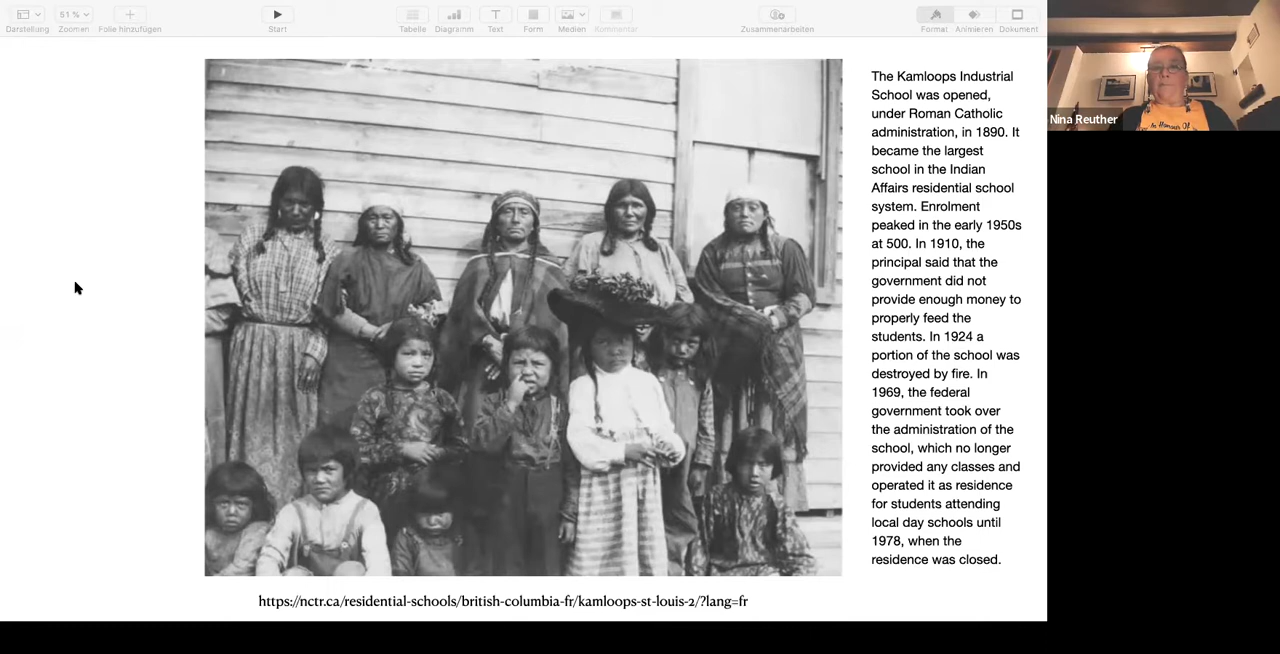 51 %
Darstellung
Zoomen
Folie hinzufügen
Start
Tabelle
Diagramm
Text
Form
Medien
Kommentar
Zusammenarbeiten
Format
Animieren
Dokument
The Kamloops Industrial
School was opened,
under Roman Catholic
administration, in 1890. It
became the largest
school in the Indian
Affairs residential school
system. Enrolment
peaked in the early 1950s
at 500. In 1910, the
principal said that the
government did not
provide enough money to
properly feed the
students. In 1924 a
portion of the school was
destroyed by fire. In
1969, the federal
government took over
the administration of the
school, which no longer
provided any classes and
operated it as residence
for students attending
local day schools until
1978, when the
residence was closed.
https://nctr.ca/residential-schools/british-columbia-fr/kamloops-st-louis-2/?lang=fr
Nina Reuther
In Honour Of